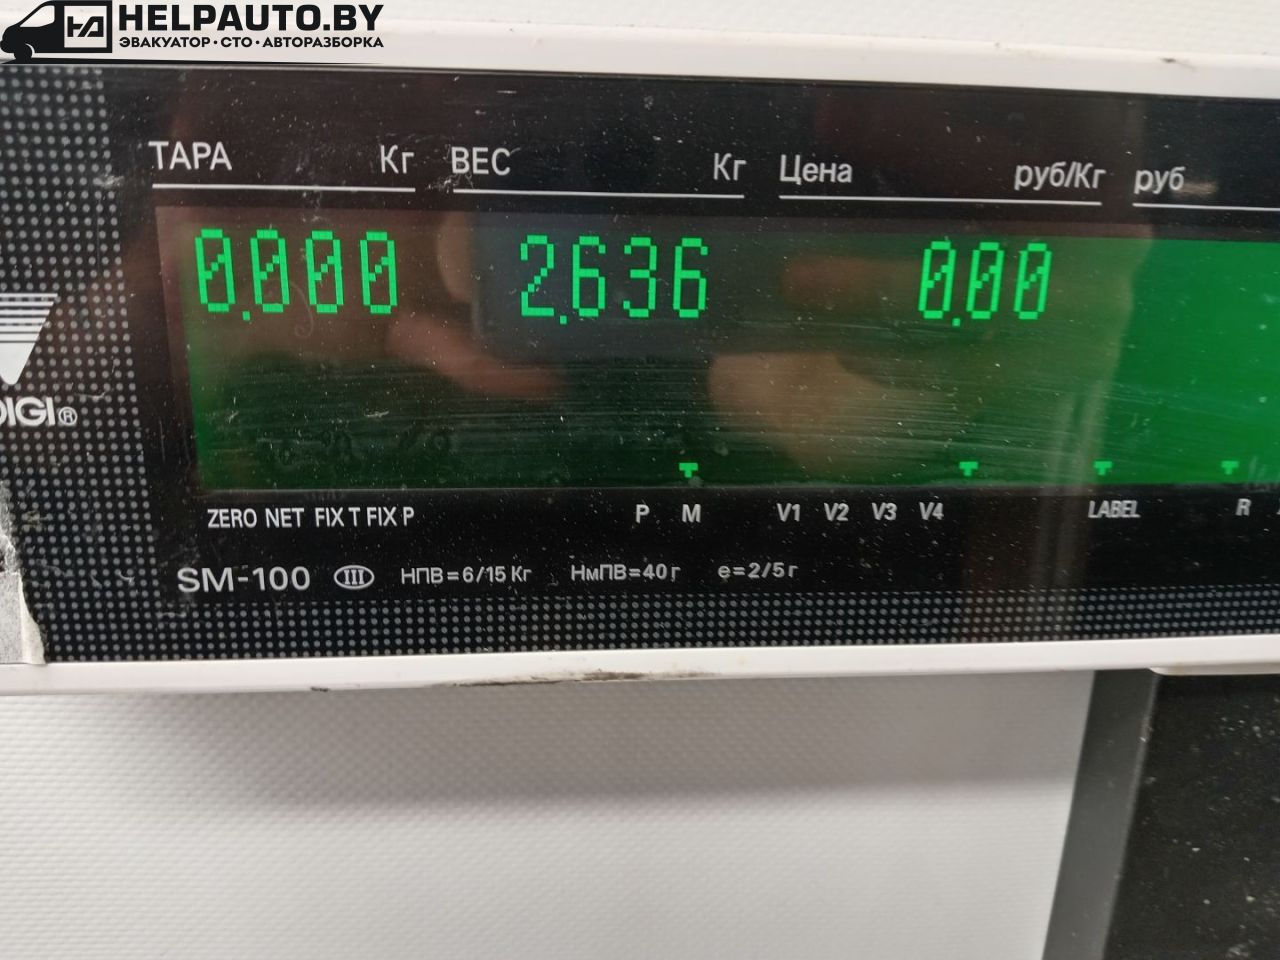 HELPAUTO.BY
ЭВАКУАТОР·СТО·АВТОРАЗБОРКА
ТАРА Кг ВЕС Кг Цена руб/Кг руб
0.000 2.636 0.00
DIGI®
ZERO NET FIX T FIX P P M V1 V2 V3 V4 LABEL R
SM-100 III НПВ=6/15 Кг НмПВ=40 г e=2/5 г